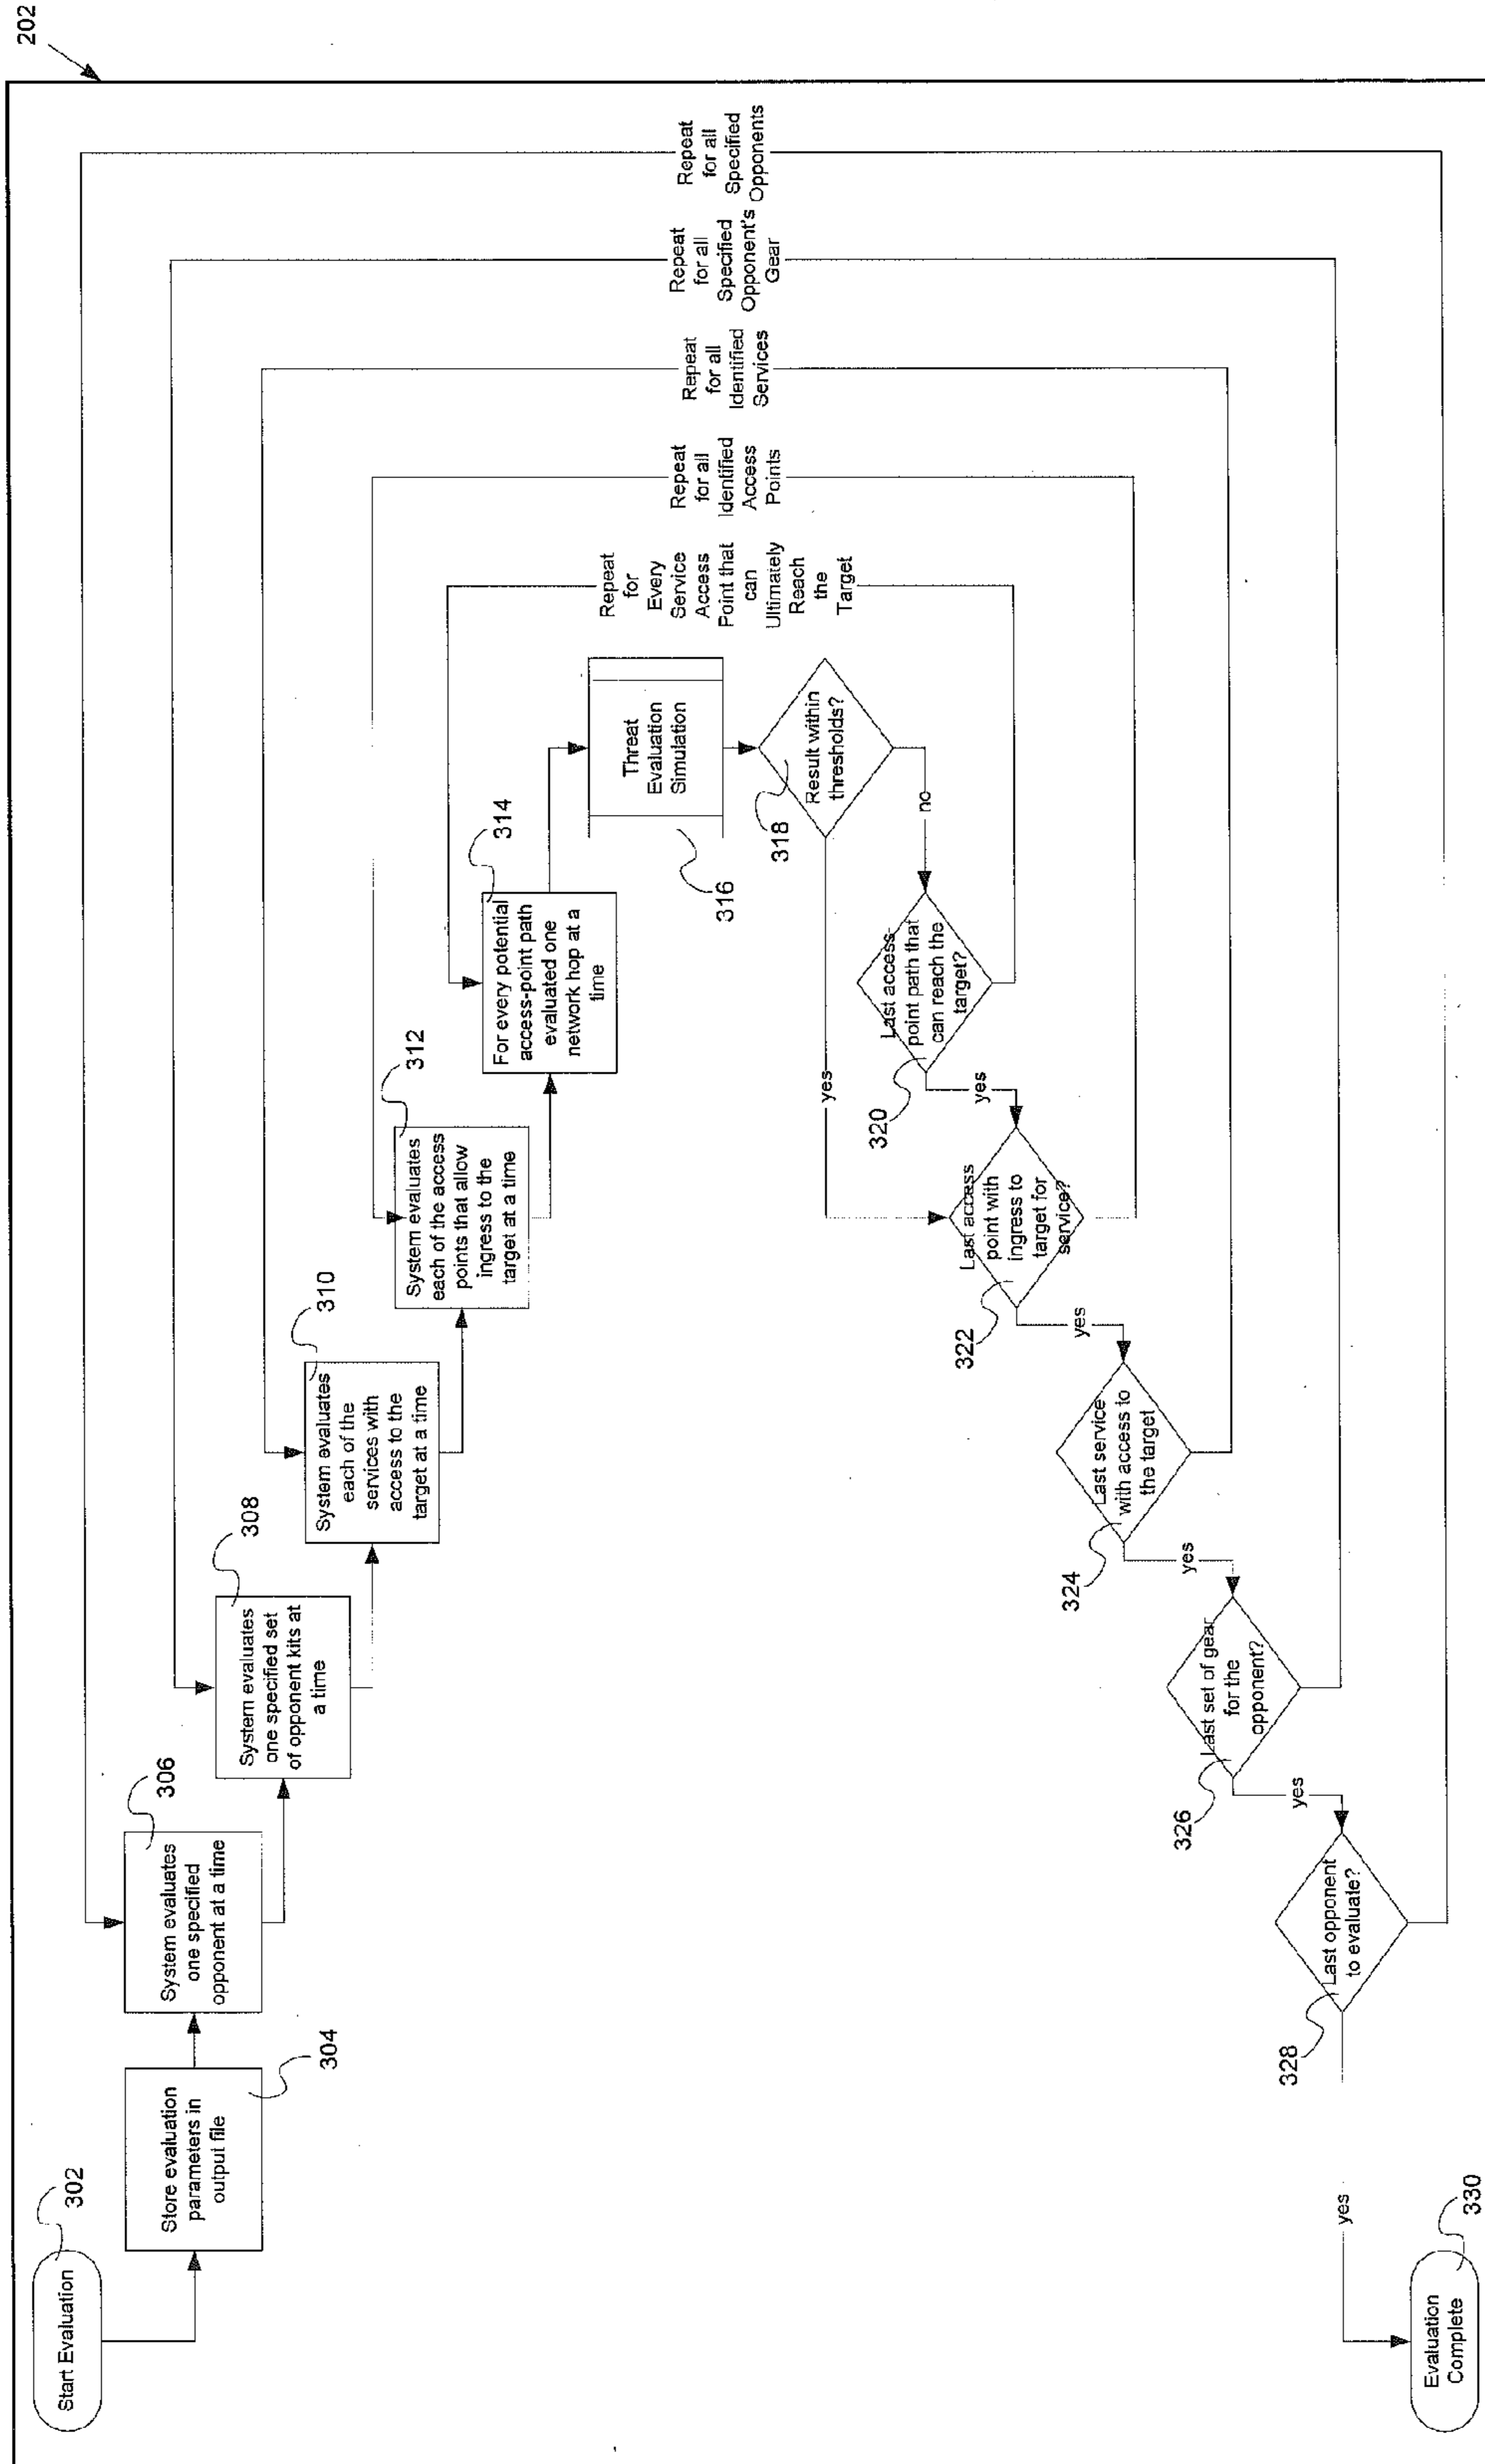 202
302
Start Evaluation
304
Store evaluation
parameters in
output file
306
System evaluates
one specified
opponent at a time
308
System evaluates
one specified set
of opponent kits at
a time
310
System evaluates
each of the
services with
access to the
target at a time
312
System evaluates
each of the access
points that allow
ingress to the
target at a time
314
For every potential
access-point path
evaluated one
network hop at a
time
316
Threat
Evaluation
Simulation
318
Result within
thresholds?
no
yes
320
Last access-
point path that
can reach the
target?
yes
322
Last access
point with
ingress to
target for
service?
yes
324
Last service
with access to
the target
yes
326
Last set of gear
for the
opponent?
yes
328
Last opponent
to evaluate?
yes
330
Evaluation
Complete
Repeat
for
Every
Service
Access
Point that
can
Ultimately
Reach
the
Target
Repeat
for all
Identified
Access
Points
Repeat
for all
Identified
Services
Repeat
for all
Specified
Opponent's
Gear
Repeat
for all
Specified
Opponents